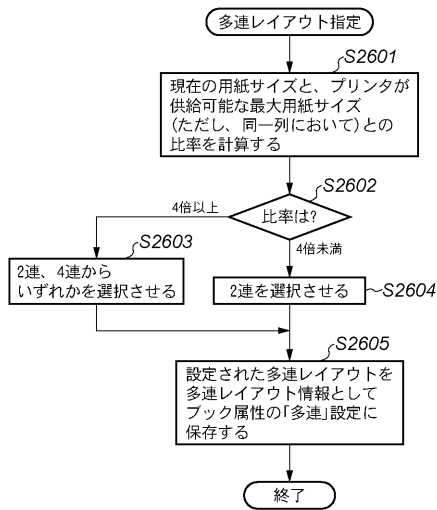 多連レイアウト指定
S2601
現在の用紙サイズと、プリンタが
供給可能な最大用紙サイズ
(ただし、同一列において)との
比率を計算する
S2602
比率は?
4倍以上
4倍未満
S2603
2連、4連から
いずれかを選択させる
2連を選択させる
S2604
S2605
設定された多連レイアウトを
多連レイアウト情報として
ブック属性の「多連」設定に
保存する
終了